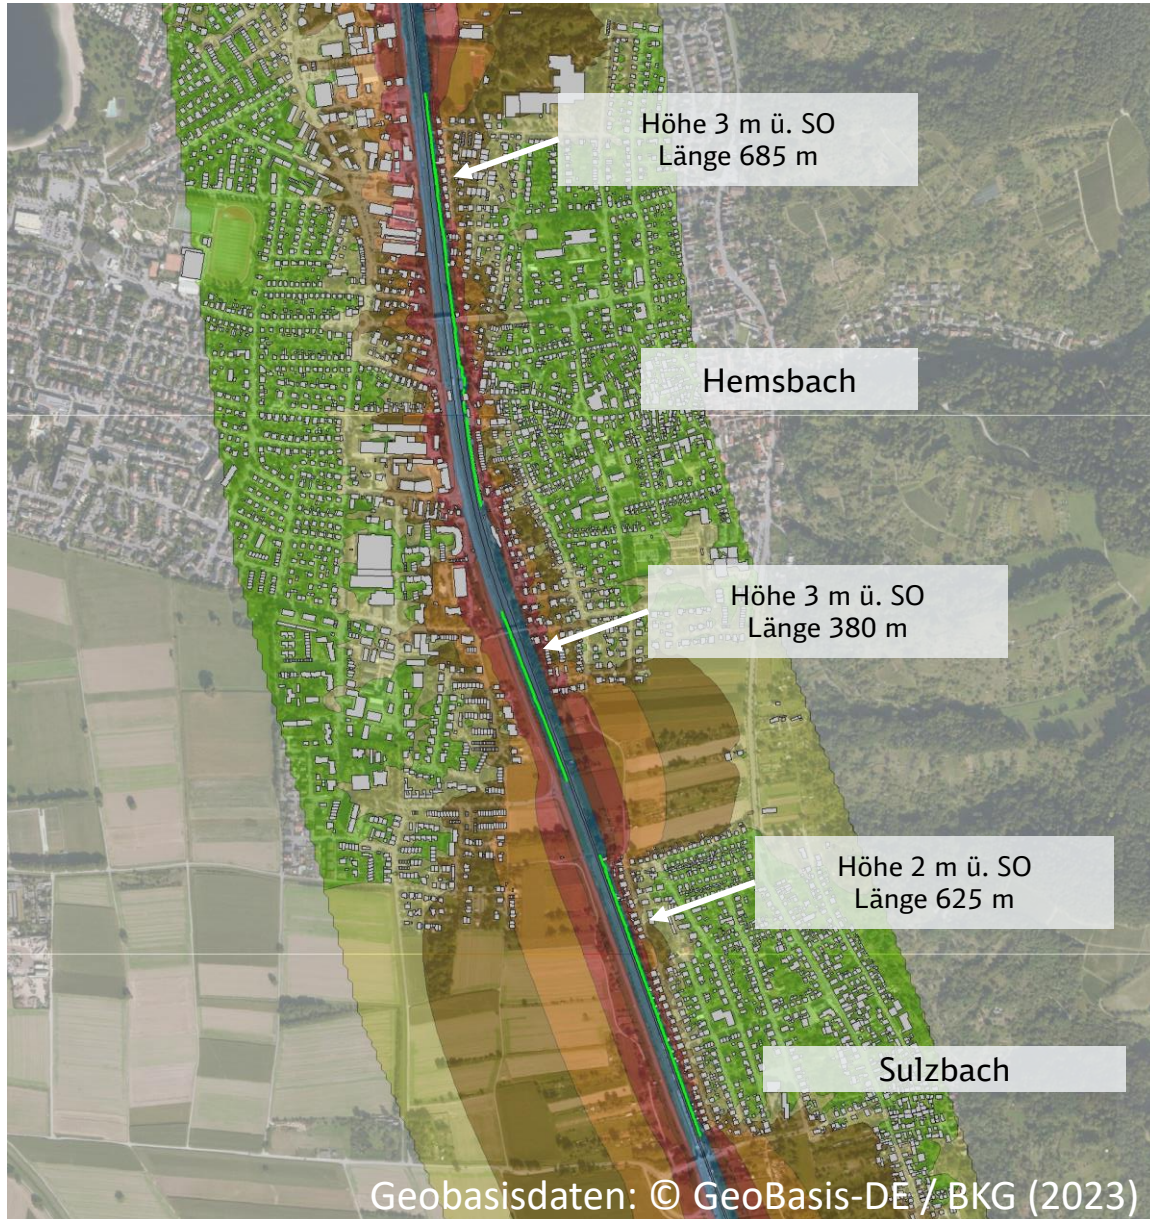 Höhe 3 m ü. SO
Länge 685 m
Hemsbach
Höhe 3 m ü. SO
Länge 380 m
Höhe 2 m ü. SO
Länge 625 m
Sulzbach
Geobasisdaten: © GeoBasis-DE / BKG (2023)